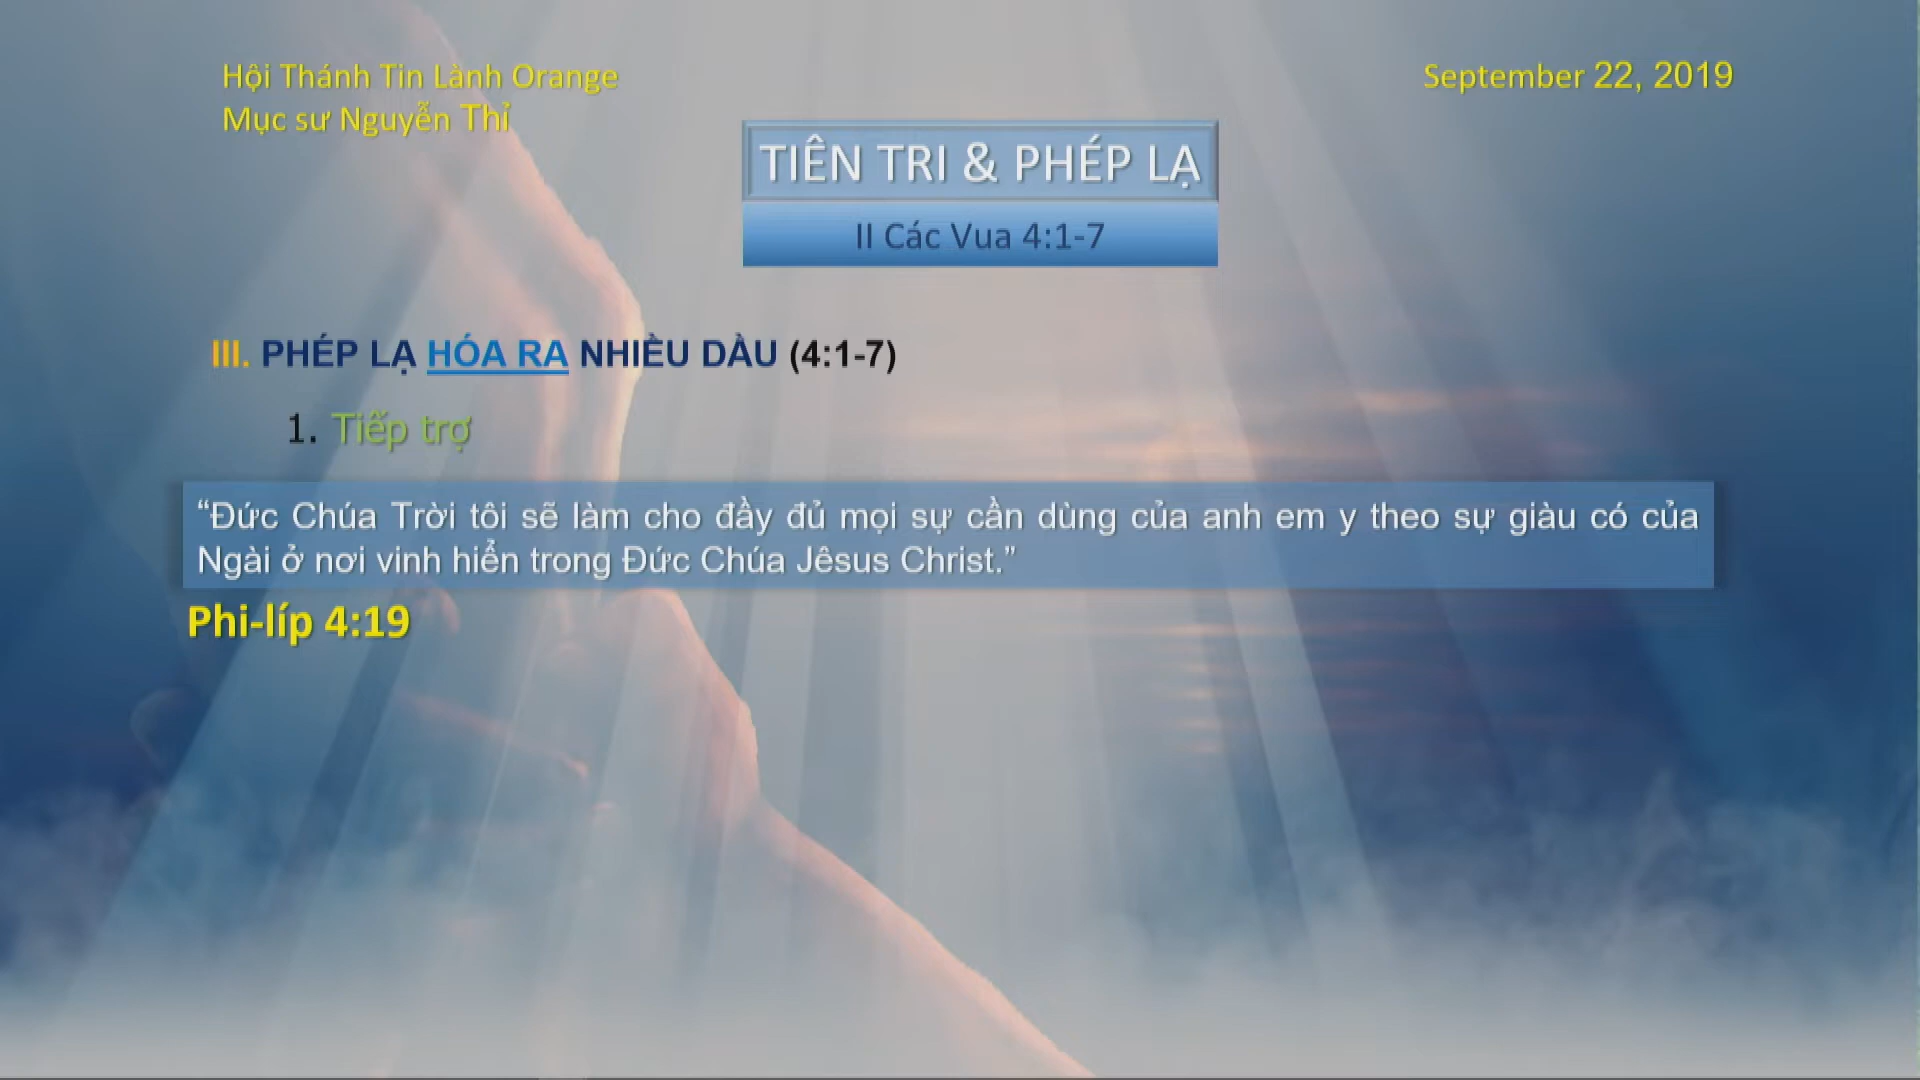 Hội Thánh Tin Lành Orange
Mục sư Nguyễn Thỉ
September 22, 2019
TIÊN TRI & PHÉP LẠ
II Các Vua 4:1-7
III. PHÉP LẠ HÓA RA NHIỀU DẦU (4:1-7)
1. Tiếp trợ
“Đức Chúa Trời tôi sẽ làm cho đầy đủ mọi sự cần dùng của anh em y theo sự giàu có của
Ngài ở nơi vinh hiển trong Đức Chúa Jêsus Christ.”
Phi-líp 4:19